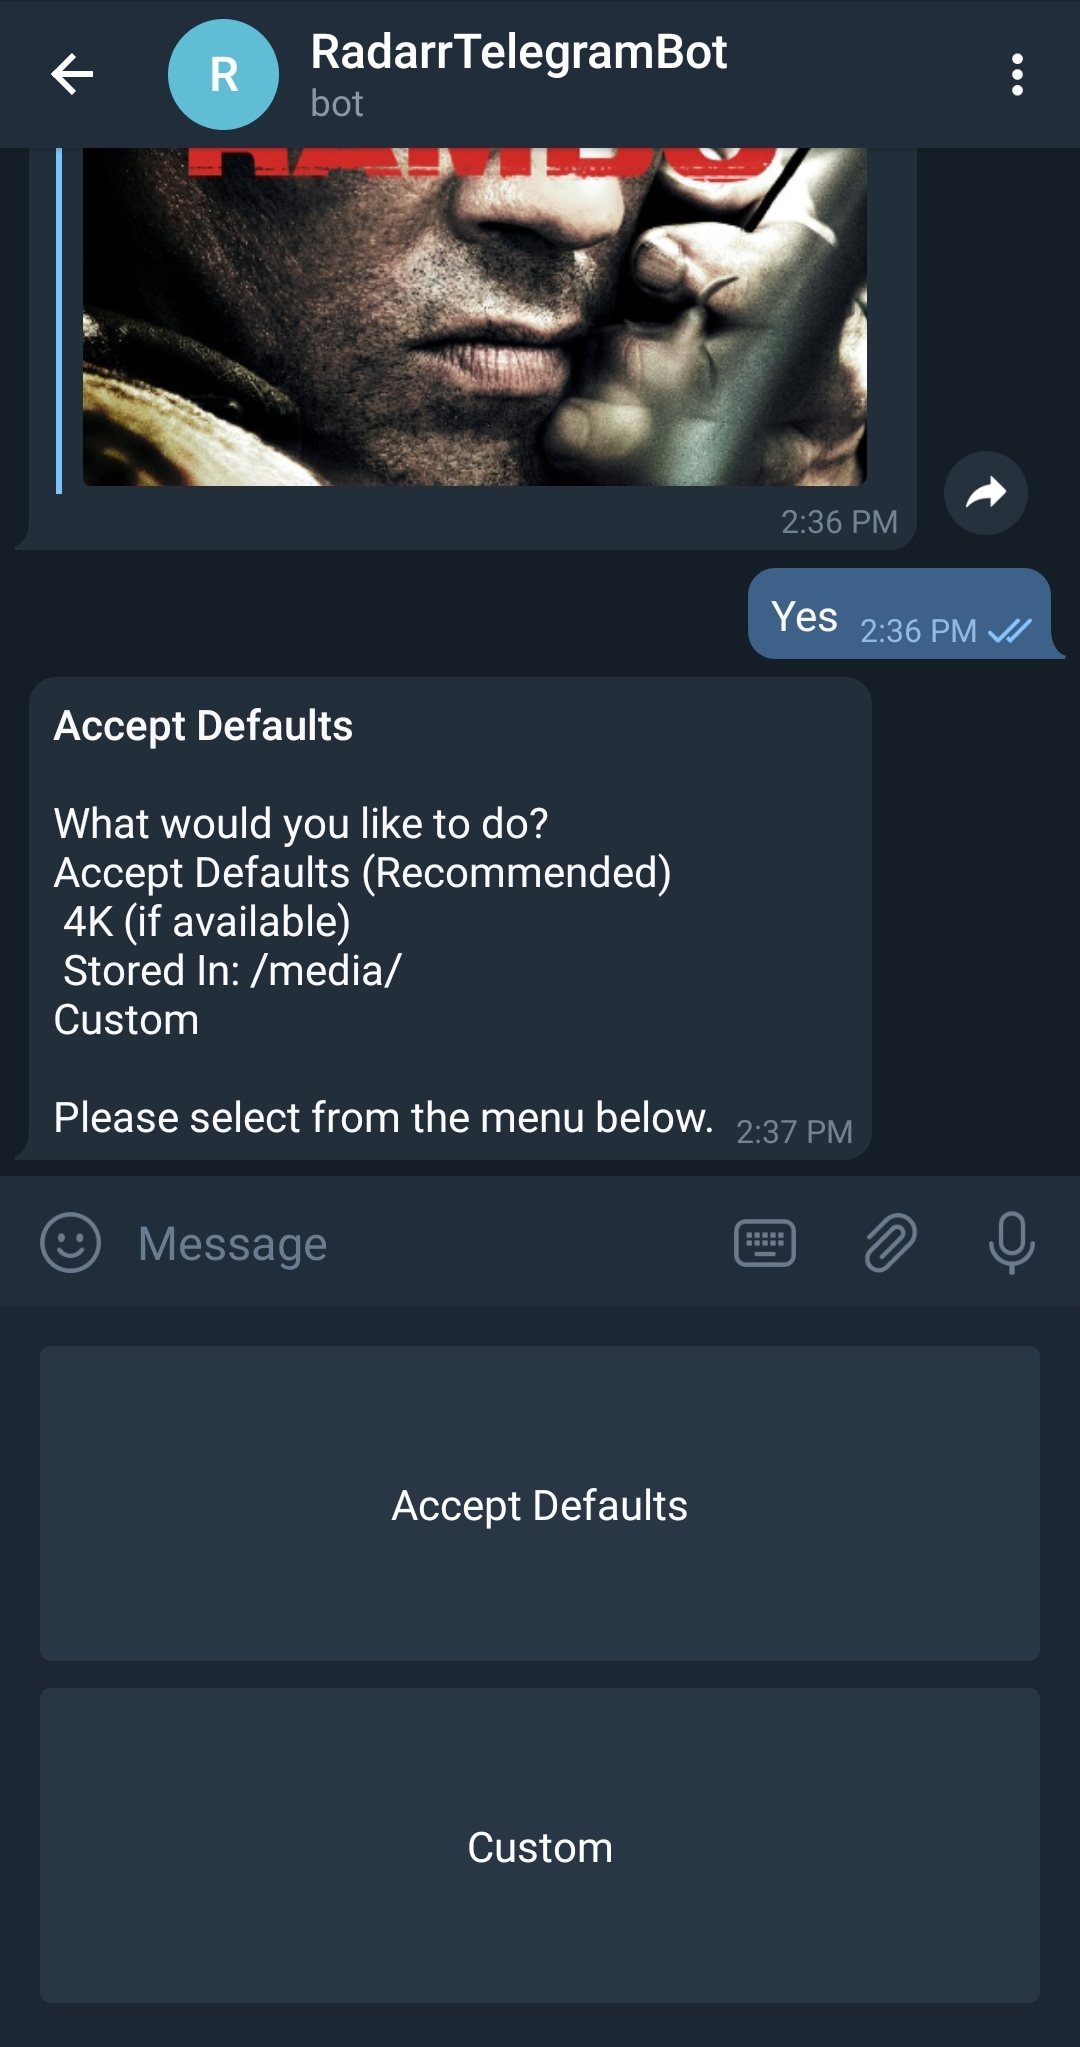 R
RadarrTelegramBot
bot
RAMBO
2:36 PM
Yes 2:36 PM
Accept Defaults
What would you like to do?
Accept Defaults (Recommended)
4K (if available)
Stored In: /media/
Custom
Please select from the menu below. 2:37 PM
Message
Accept Defaults
Custom